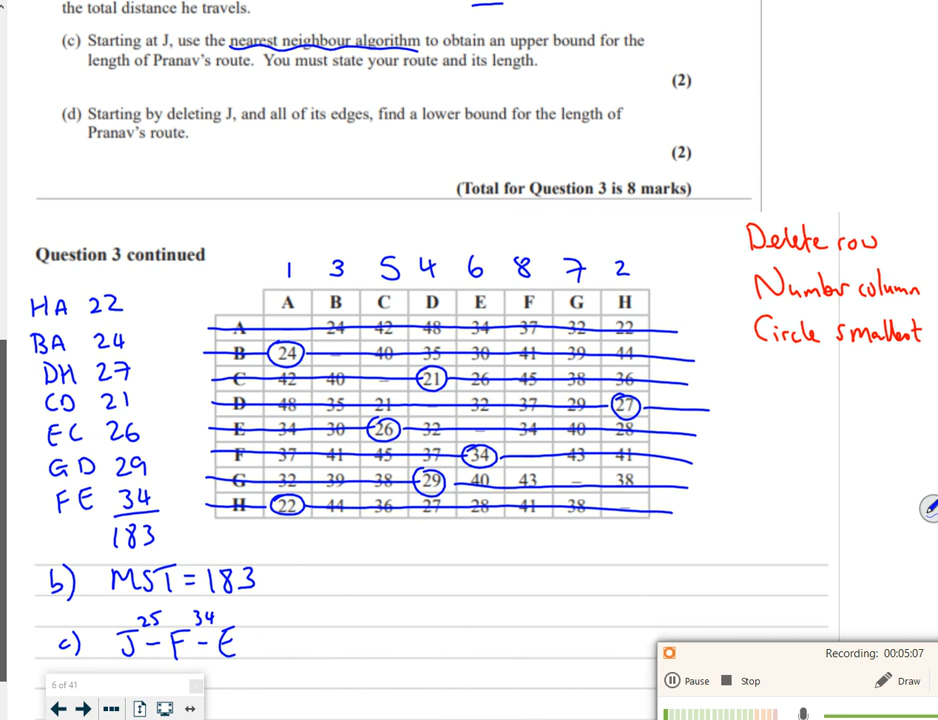 the total distance he travels.
(c) Starting at J, use the nearest neighbour algorithm to obtain an upper bound for the
length of Pranav's route. You must state your route and its length.
(2)
(d) Starting by deleting J, and all of its edges, find a lower bound for the length of
Pranav's route.
(2)
(Total for Question 3 is 8 marks)
Question 3 continued
Delete row
Number column
Circle smallest
1 3 5 4 6 8 7 2
A B C D E F G H
A 24 42 48 34 37 32 22
B 24 – 40 35 30 41 39 44
C 42 40 – 21 26 45 38 36
D 48 35 21 32 37 29 27
E 34 30 26 32 – 34 40 28
F 37 41 45 37 34 43 41
G 32 39 38 29 40 43 – 38
H 22 44 36 27 28 41 38 –
HA 22
BA 24
DH 27
CD 21
EC 26
GD 29
FE 34
183
b) MST = 183
25 34
c) J – F – E
6 of 41
Recording: 00:05:07
Pause Stop Draw